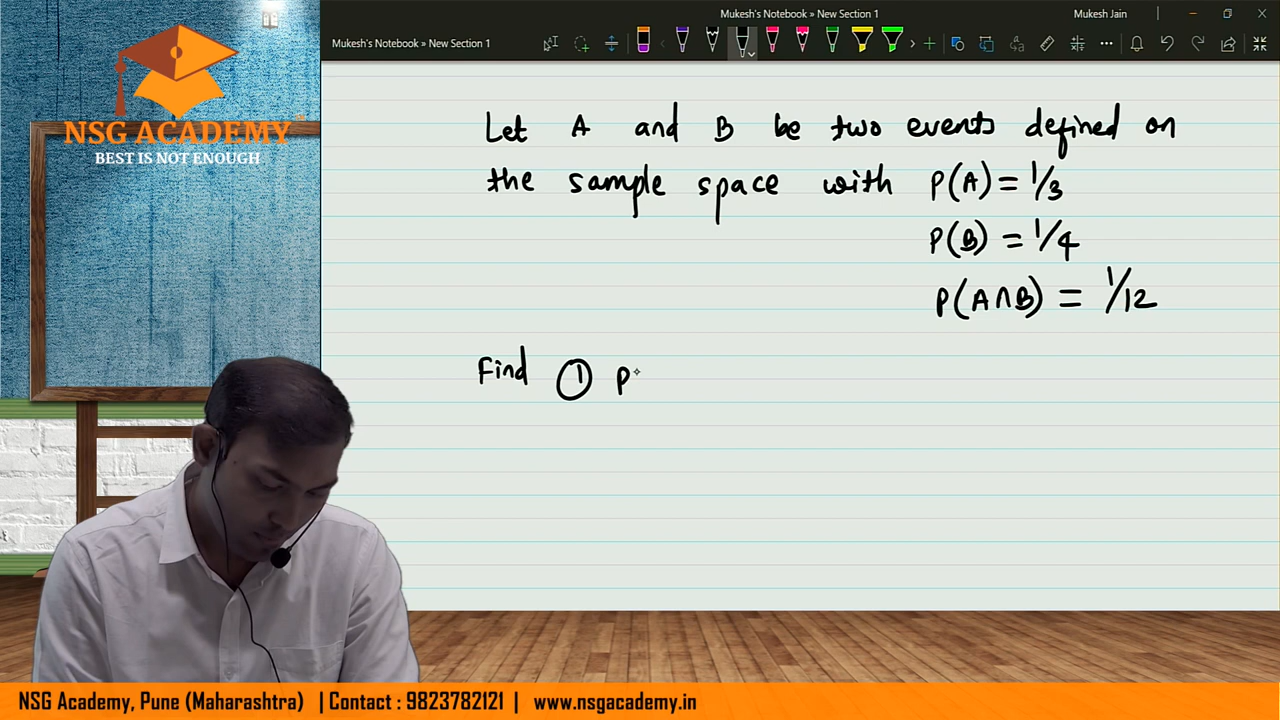 Mukesh's Notebook » New Section 1
Mukesh Jain
Mukesh's Notebook » New Section 1
NSG ACADEMY
BEST IS NOT ENOUGH
Let A and B be two events defined on
the sample space with P(A) = 1/3
P(B) = 1/4
P(A∩B) = 1/12
Find ① P
NSG Academy, Pune (Maharashtra) | Contact : 9823782121 | www.nsgacademy.in